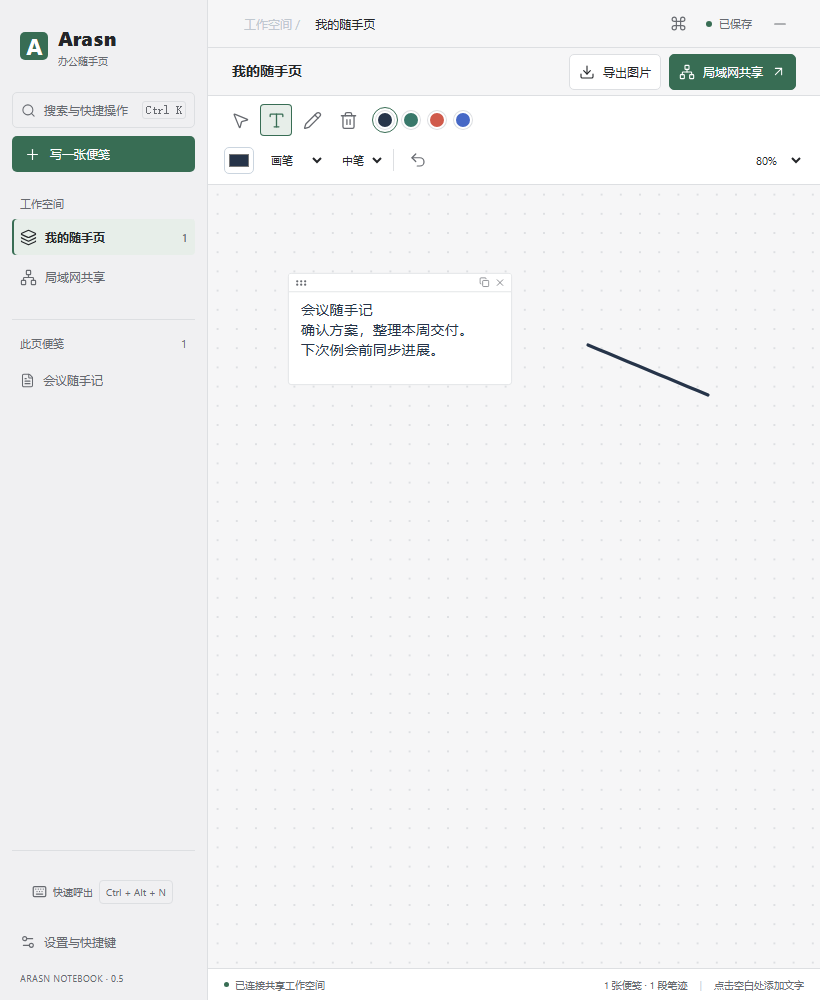 A Arasn
办公随手页
搜索与快捷操作 Ctrl K
写一张便笺
工作空间
我的随手页 1
局域网共享
此页便笺 1
会议随手记
快速呼出 Ctrl + Alt + N
设置与快捷键
ARASN NOTEBOOK · 0.5
工作空间 / 我的随手页
已保存
我的随手页
导出图片
局域网共享
画笔
中笔
80%
会议随手记
确认方案，整理本周交付。
下次例会前同步进展。
已连接共享工作空间
1 张便笺 · 1 段笔迹
点击空白处添加文字